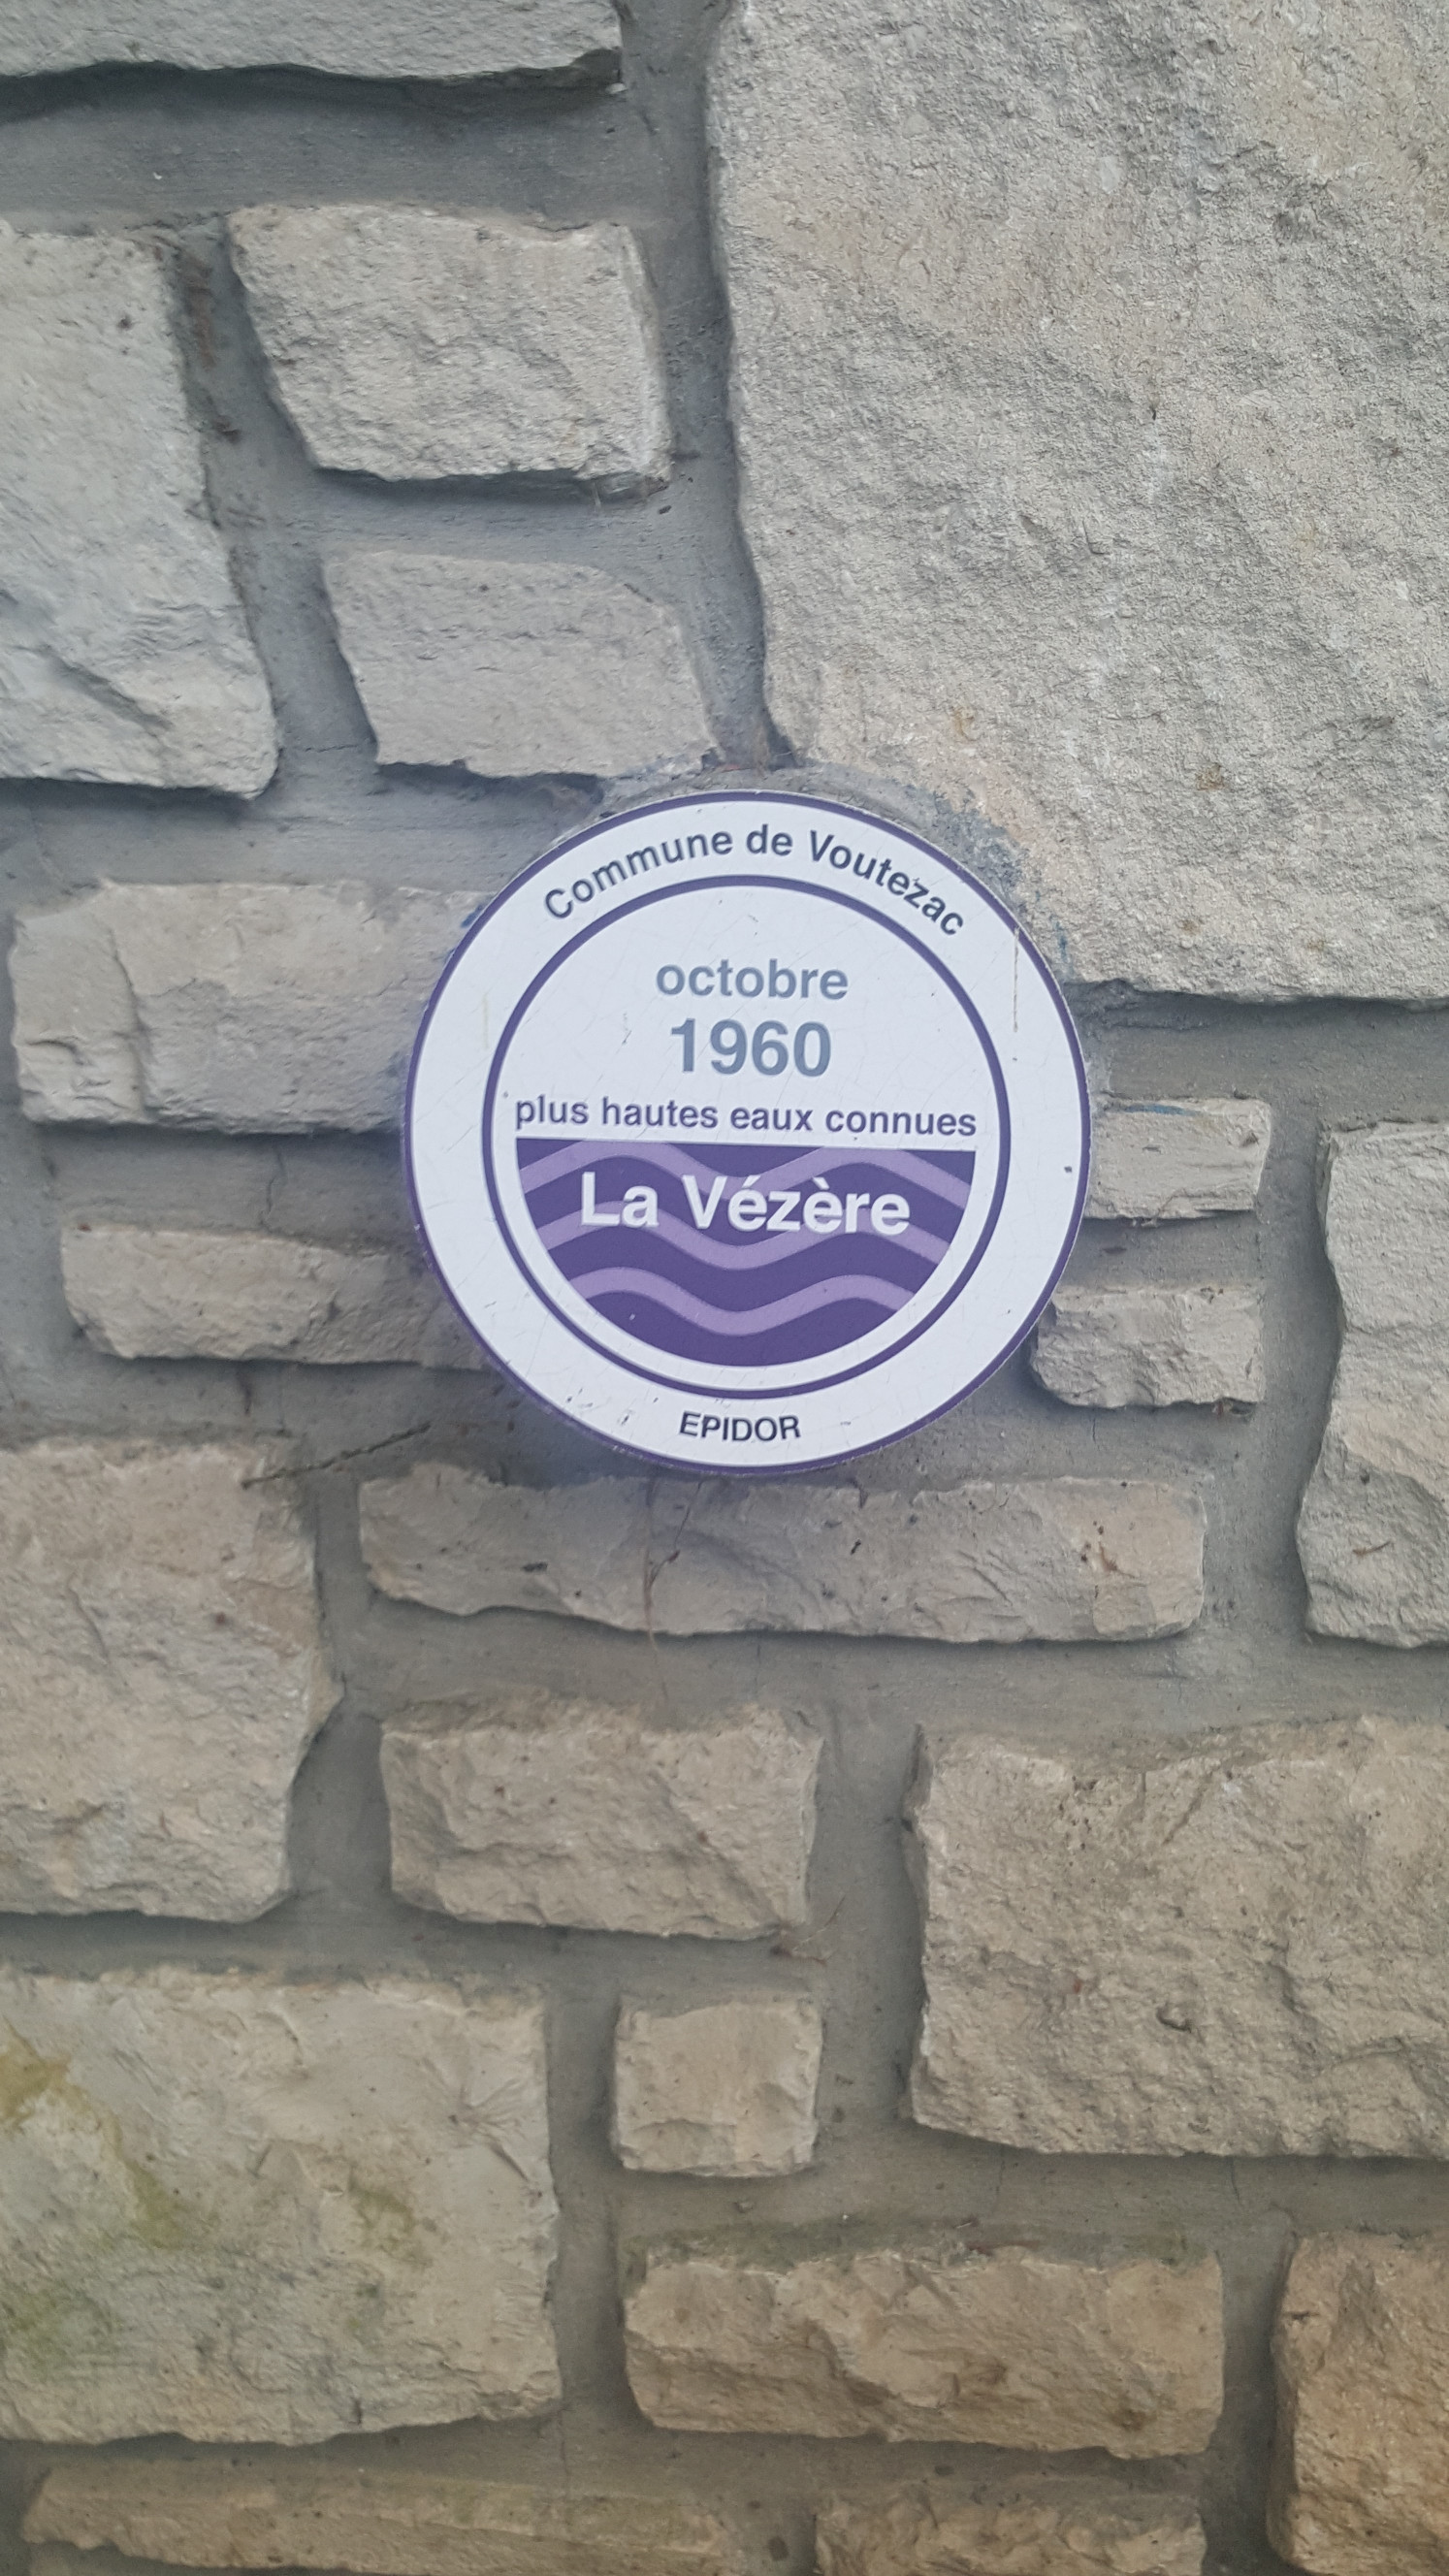 Commune de Voutezac
octobre
1960
plus hautes eaux connues
La Vézère
EPIDOR